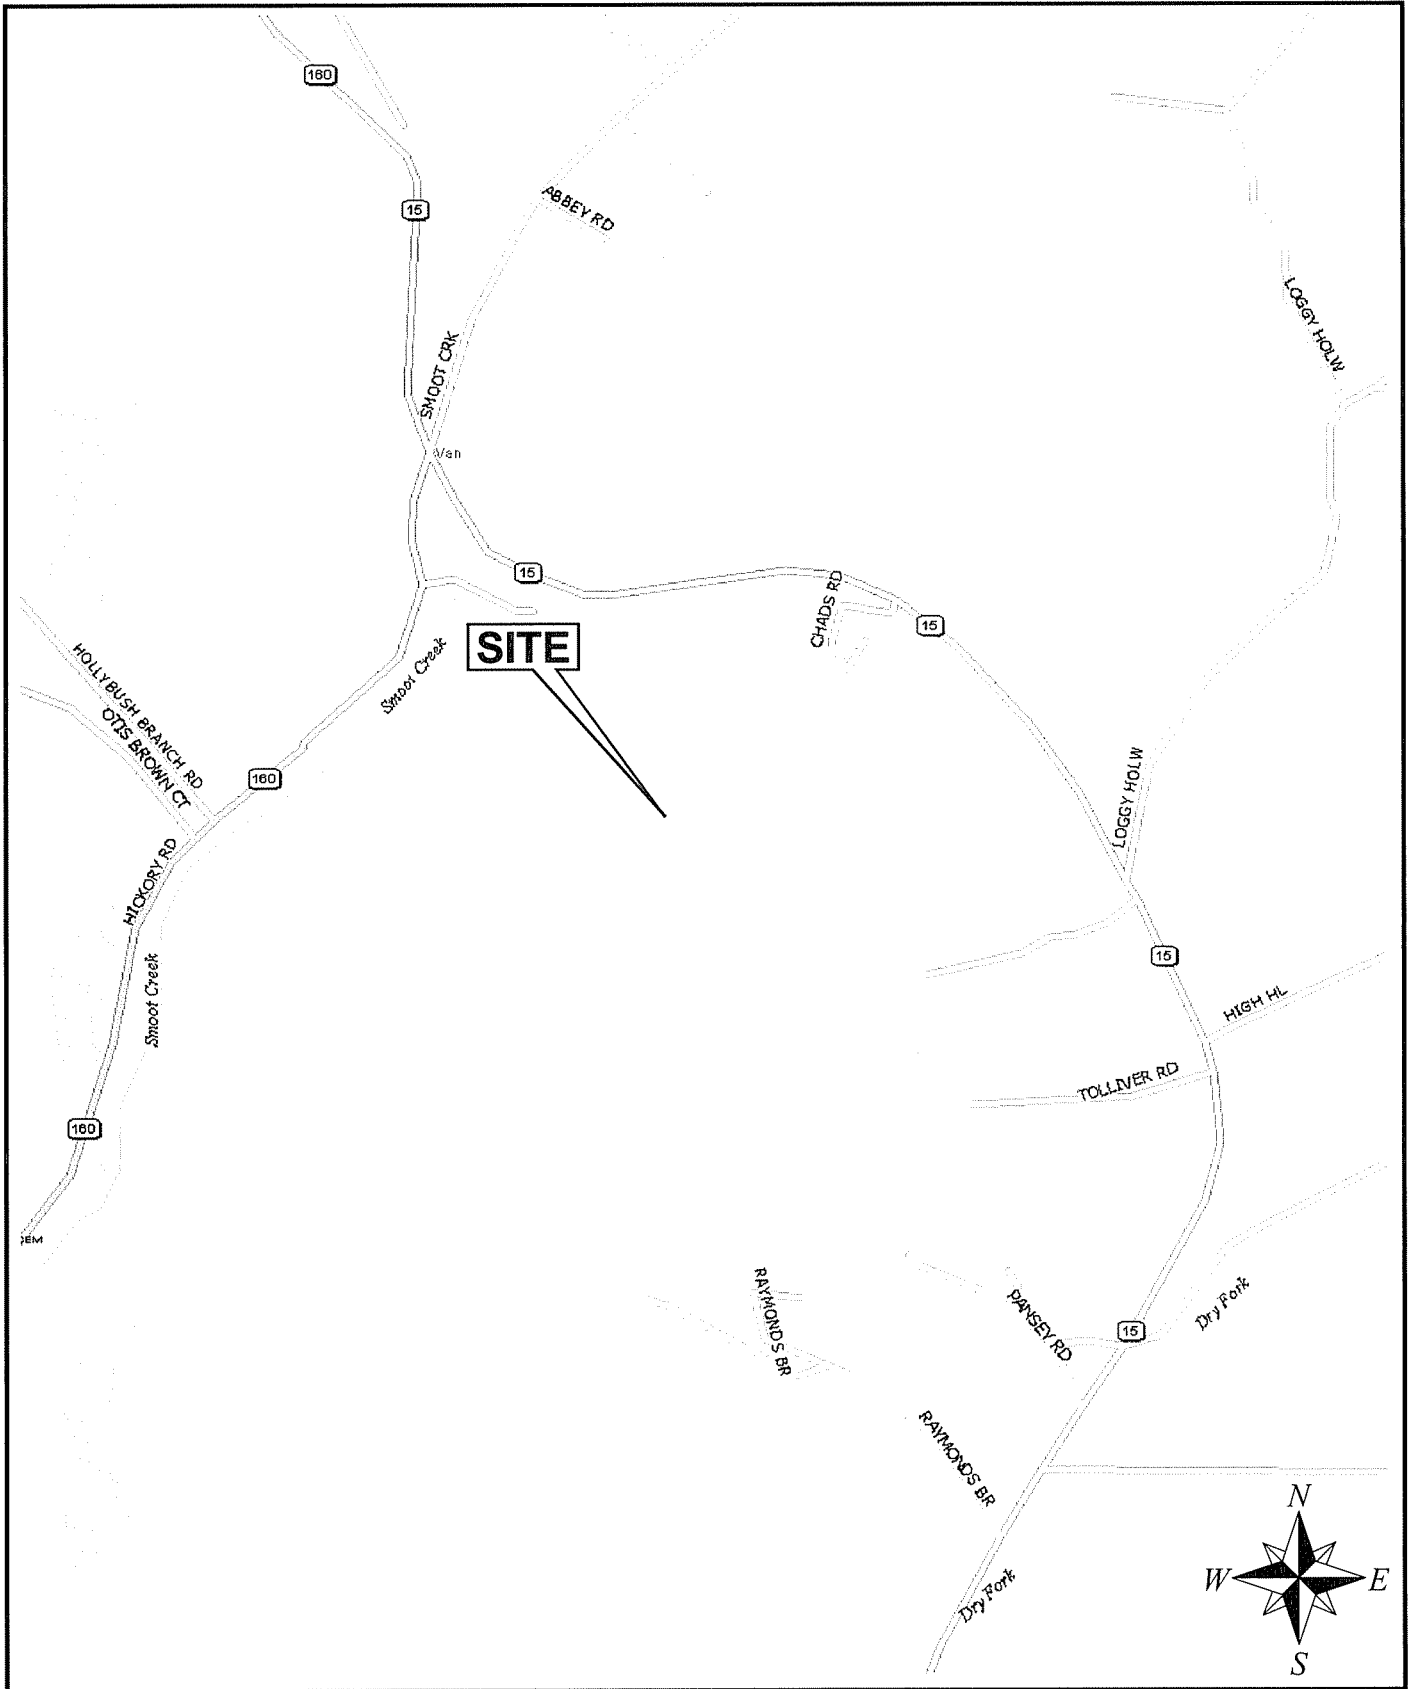 160
15
ABBEY RD
LOGGY HOLW
SMOOT CRK
Van
15
CHADS RD
15
SITE
Smoot Creek
HOLLYBUSH BRANCH RD
OTIS BROWN CT
160
LOGGY HOLW
HICKORY RD
15
Smoot Creek
HIGH HL
TOLLIVER RD
160
RAYMONDS BR
PANSEY RD
Dry Fork
15
RAYMONDS BR
N
W
E
S
Dry Fork